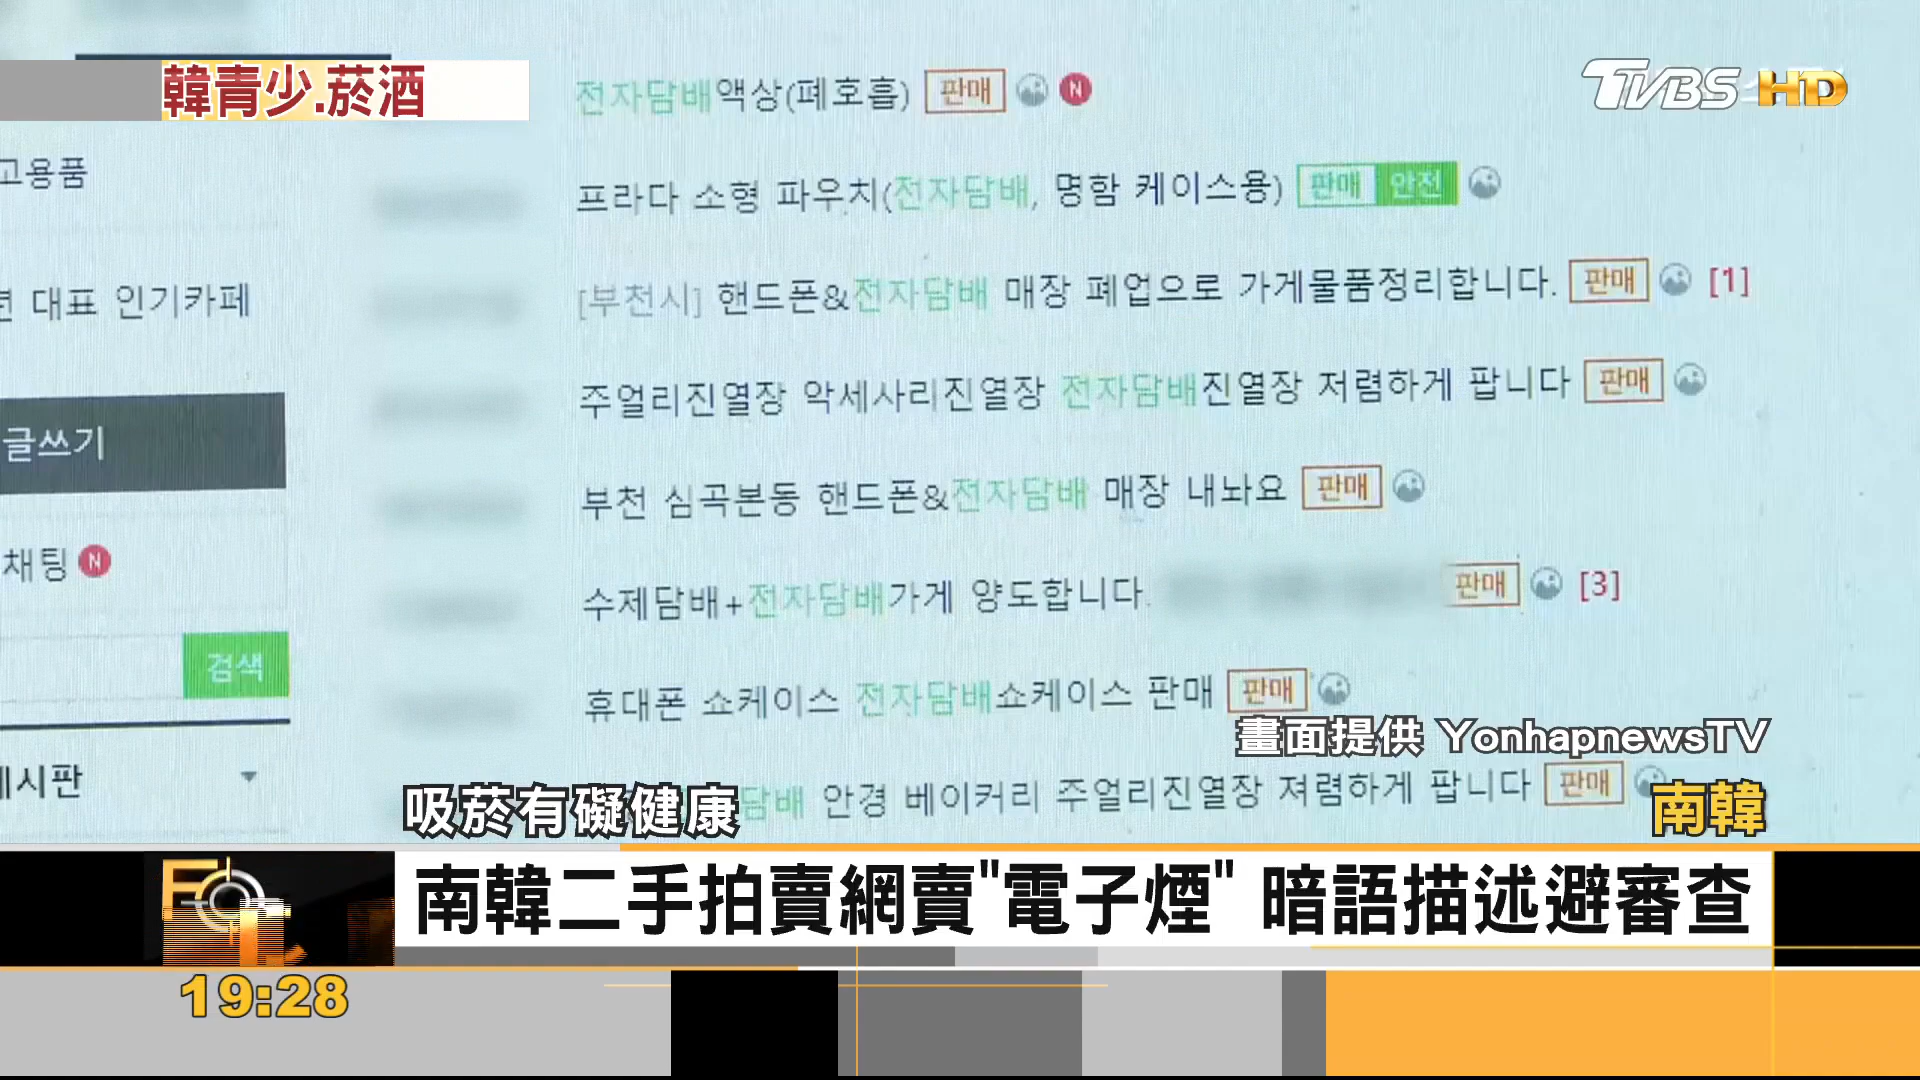 韓青少.菸酒
TVBS HD
전자담배액상(폐호흡) 판매 N
고용품
프라다 소형 파우치(전자담배, 명함 케이스용) 판매 안전
[부천시] 핸드폰&전자담배 매장 폐업으로 가게물품정리합니다. 판매 [1]
년 대표 인기카페
주얼리진열장 악세사리진열장 전자담배진열장 저렴하게 팝니다 판매
글쓰기
부천 심곡본동 핸드폰&전자담배 매장 내놔요 판매
채팅 N
수제담배+전자담배가게 양도합니다. 판매 [3]
검색
휴대폰 쇼케이스 전자담배쇼케이스 판매 판매
畫面提供 YonhapnewsTV
게시판
담배 안경 베이커리 주얼리진열장 져렴하게 팝니다 판매
吸菸有礙健康
南韓
南韓二手拍賣網賣"電子煙" 暗語描述避審查
19:28